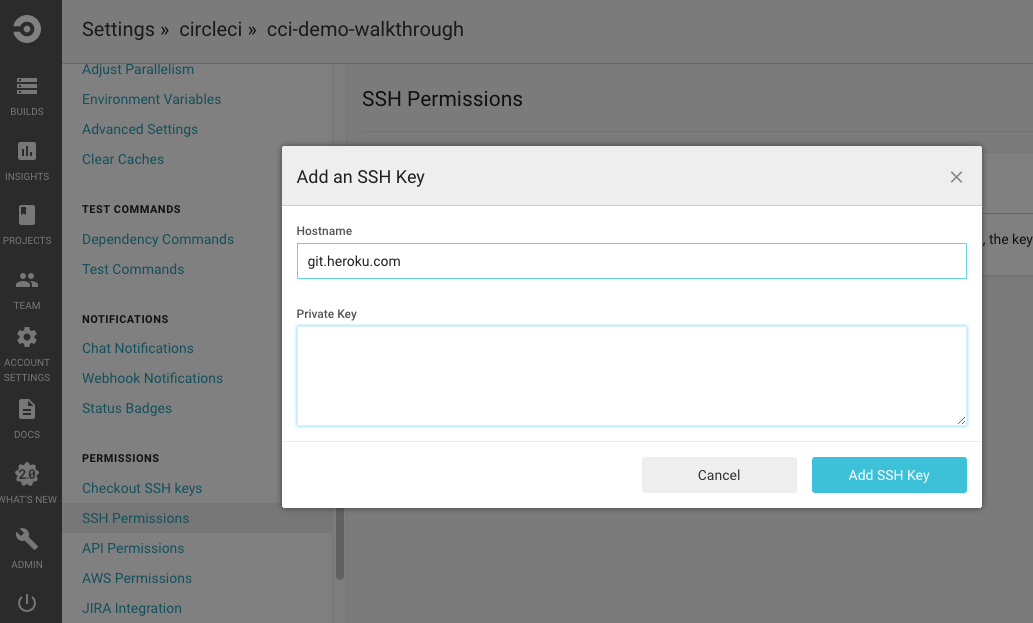 Settings » circleci » cci-demo-walkthrough
BUILDS
INSIGHTS
PROJECTS
TEAM
ACCOUNT
SETTINGS
DOCS
2.0
WHAT'S NEW
ADMIN
Adjust Parallelism
Environment Variables
Advanced Settings
Clear Caches
TEST COMMANDS
Dependency Commands
Test Commands
NOTIFICATIONS
Chat Notifications
Webhook Notifications
Status Badges
PERMISSIONS
Checkout SSH keys
SSH Permissions
API Permissions
AWS Permissions
JIRA Integration
SSH Permissions
, the key
Add an SSH Key
Hostname
git.heroku.com
Private Key
Cancel
Add SSH Key